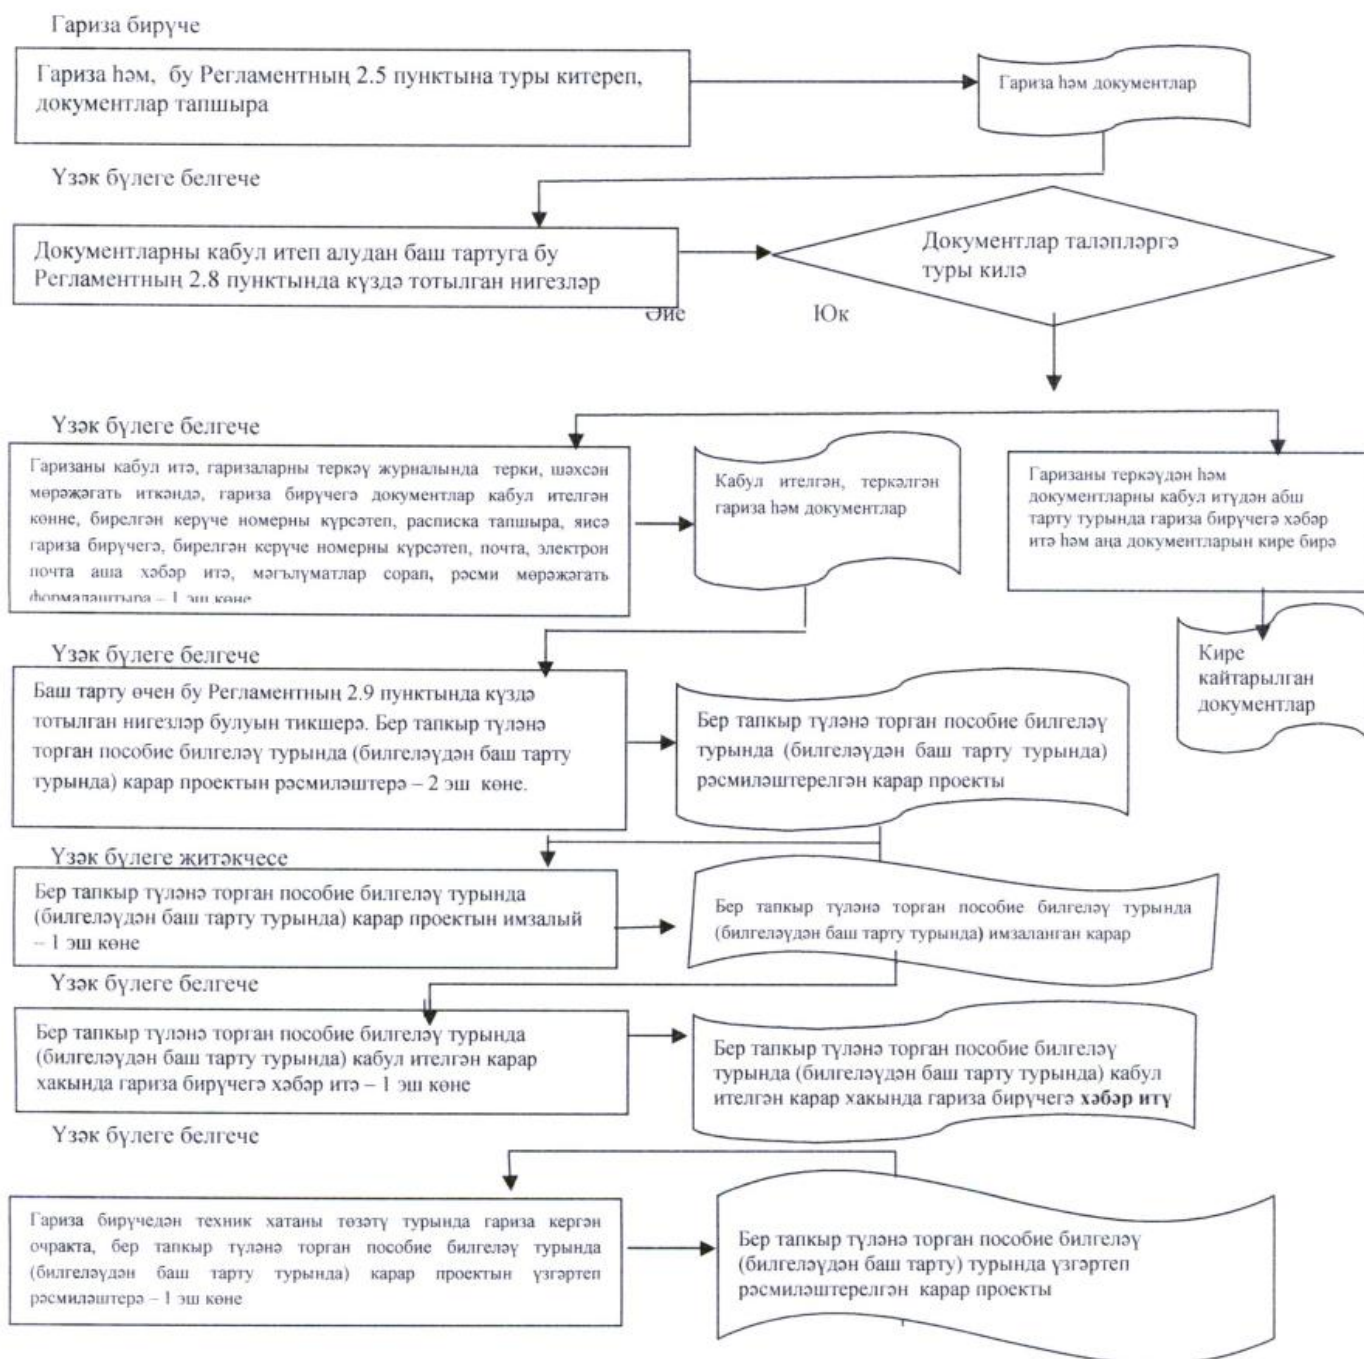 Гариза бирүче
Гариза һәм, бу Регламентның 2.5 пунктына туры китереп,
документлар тапшыра
Гариза һәм документлар
Үзәк бүлеге белгече
Документларны кабул итеп алудан баш тартуга бу
Регламентның 2.8 пунктында күздә тотылган нигезләр
Документлар таләпләргә
туры килә
Әйе
Юк
Үзәк бүлеге белгече
Гаризаны кабул итә, гаризаларны теркәү журналында терки, шәхсән
мөрәҗәгать иткәндә, гариза бирүчегә документлар кабул ителгән
көнне, бирелгән керүче номерны күрсәтеп, расписка тапшыра, яисә
гариза бирүчегә, бирелгән керүче номерны күрсәтеп, почта, электрон
почта аша хәбәр итә, мәгълүматлар сорап, рәсми мөрәҗәгать
формалаштыра – 1 эш көне
Кабул ителгән, теркәлгән
гариза һәм документлар
Гаризаны теркәүдән һәм
документларны кабул итүдән абш
тарту турында гариза бирүчегә хәбәр
итә һәм аңа документларын кире бирә
Кире
кайтарылган
документлар
Үзәк бүлеге белгече
Баш тарту өчен бу Регламентның 2.9 пунктында күздә
тотылган нигезләр булуын тикшерә. Бер тапкыр түләнә
торган пособие билгеләү турында (билгеләүдән баш тарту
турында) карар проектын рәсмиләштерә – 2 эш көне.
Бер тапкыр түләнә торган пособие билгеләү
турында (билгеләүдән баш тарту турында)
рәсмиләштерелгән карар проекты
Үзәк бүлеге җитәкчесе
Бер тапкыр түләнә торган пособие билгеләү турында
(билгеләүдән баш тарту турында) карар проектын имзалый
– 1 эш көне
Бер тапкыр түләнә торган пособие билгеләү турында
(билгеләүдән баш тарту турында) имзаланган карар
Үзәк бүлеге белгече
Бер тапкыр түләнә торган пособие билгеләү турында
(билгеләүдән баш тарту турында) кабул ителгән карар
хакында гариза бирүчегә хәбәр итә – 1 эш көне
Бер тапкыр түләнә торган пособие билгеләү
турында (билгеләүдән баш тарту турында) кабул
ителгән карар хакында гариза бирүчегә хәбәр итү
Үзәк бүлеге белгече
Гариза бирүчедән техник хатаны төзәтү турында гариза кергән
очракта, бер тапкыр түләнә торган пособие билгеләү турында
(билгеләүдән баш тарту турында) карар проектын үзгәртеп
рәсмиләштерә – 1 эш көне
Бер тапкыр түләнә торган пособие билгеләү
(билгеләүдән баш тарту) турында үзгәртеп
рәсмиләштерелгән карар проекты